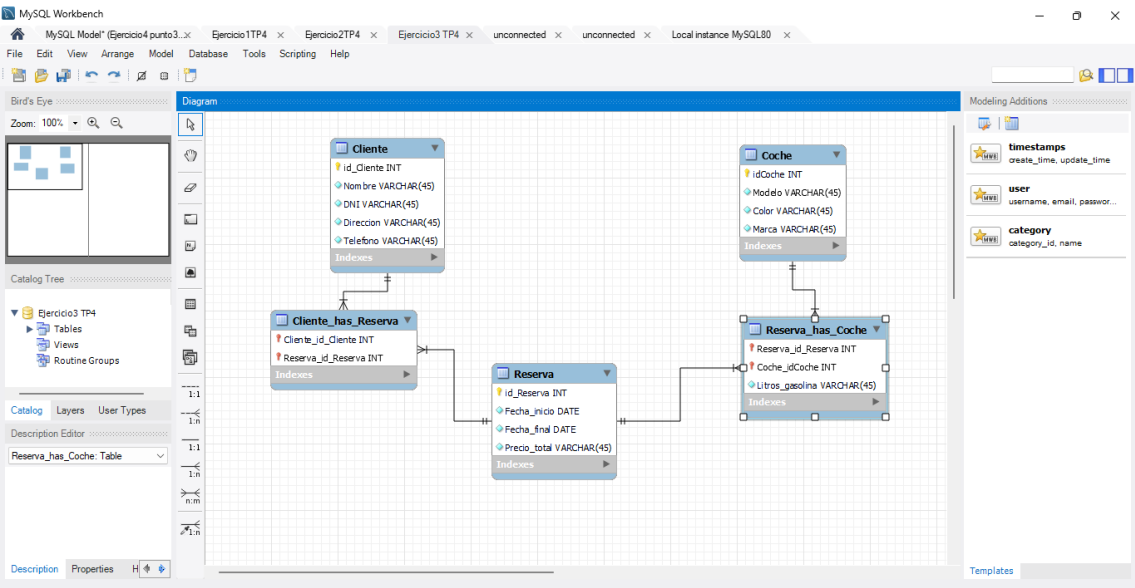 MySQL Workbench
MySQL Model* (Ejercicio4 punto3...
Ejercicio1TP4
Ejercicio2TP4
Ejercicio3 TP4
unconnected
unconnected
Local instance MySQL80
File Edit View Arrange Model Database Tools Scripting Help
Bird's Eye
Zoom: 100%
Diagram
Modeling Additions
timestamps
create_time, update_time
user
username, email, passwor...
category
category_id, name
Cliente
id_Cliente INT
Nombre VARCHAR(45)
DNI VARCHAR(45)
Direccion VARCHAR(45)
Telefono VARCHAR(45)
Indexes
Coche
idCoche INT
Modelo VARCHAR(45)
Color VARCHAR(45)
Marca VARCHAR(45)
Indexes
Cliente_has_Reserva
Cliente_id_Cliente INT
Reserva_id_Reserva INT
Indexes
Reserva
id_Reserva INT
Fecha_inicio DATE
Fecha_final DATE
Precio_total VARCHAR(45)
Indexes
Reserva_has_Coche
Reserva_id_Reserva INT
Coche_idCoche INT
Litros_gasolina VARCHAR(45)
Indexes
1:1
1:n
1:1
1:n
n:m
1:n
Catalog Tree
Ejercicio3 TP4
Tables
Views
Routine Groups
Catalog Layers User Types
Description Editor
Reserva_has_Coche: Table
Description Properties H
Templates